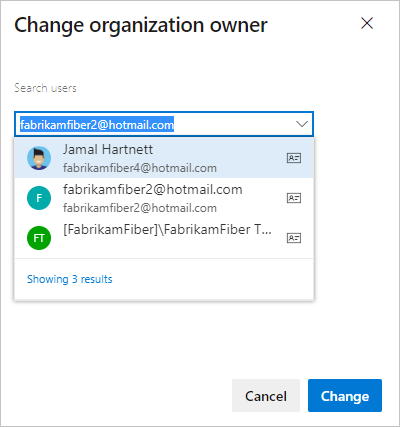 Change organization owner
Search users
fabrikamfiber2@hotmail.com
Jamal Hartnett
fabrikamfiber4@hotmail.com
F
fabrikamfiber2@hotmail.com
fabrikamfiber2@hotmail.com
FT
[FabrikamFiber]\FabrikamFiber T...
Showing 3 results
Cancel
Change